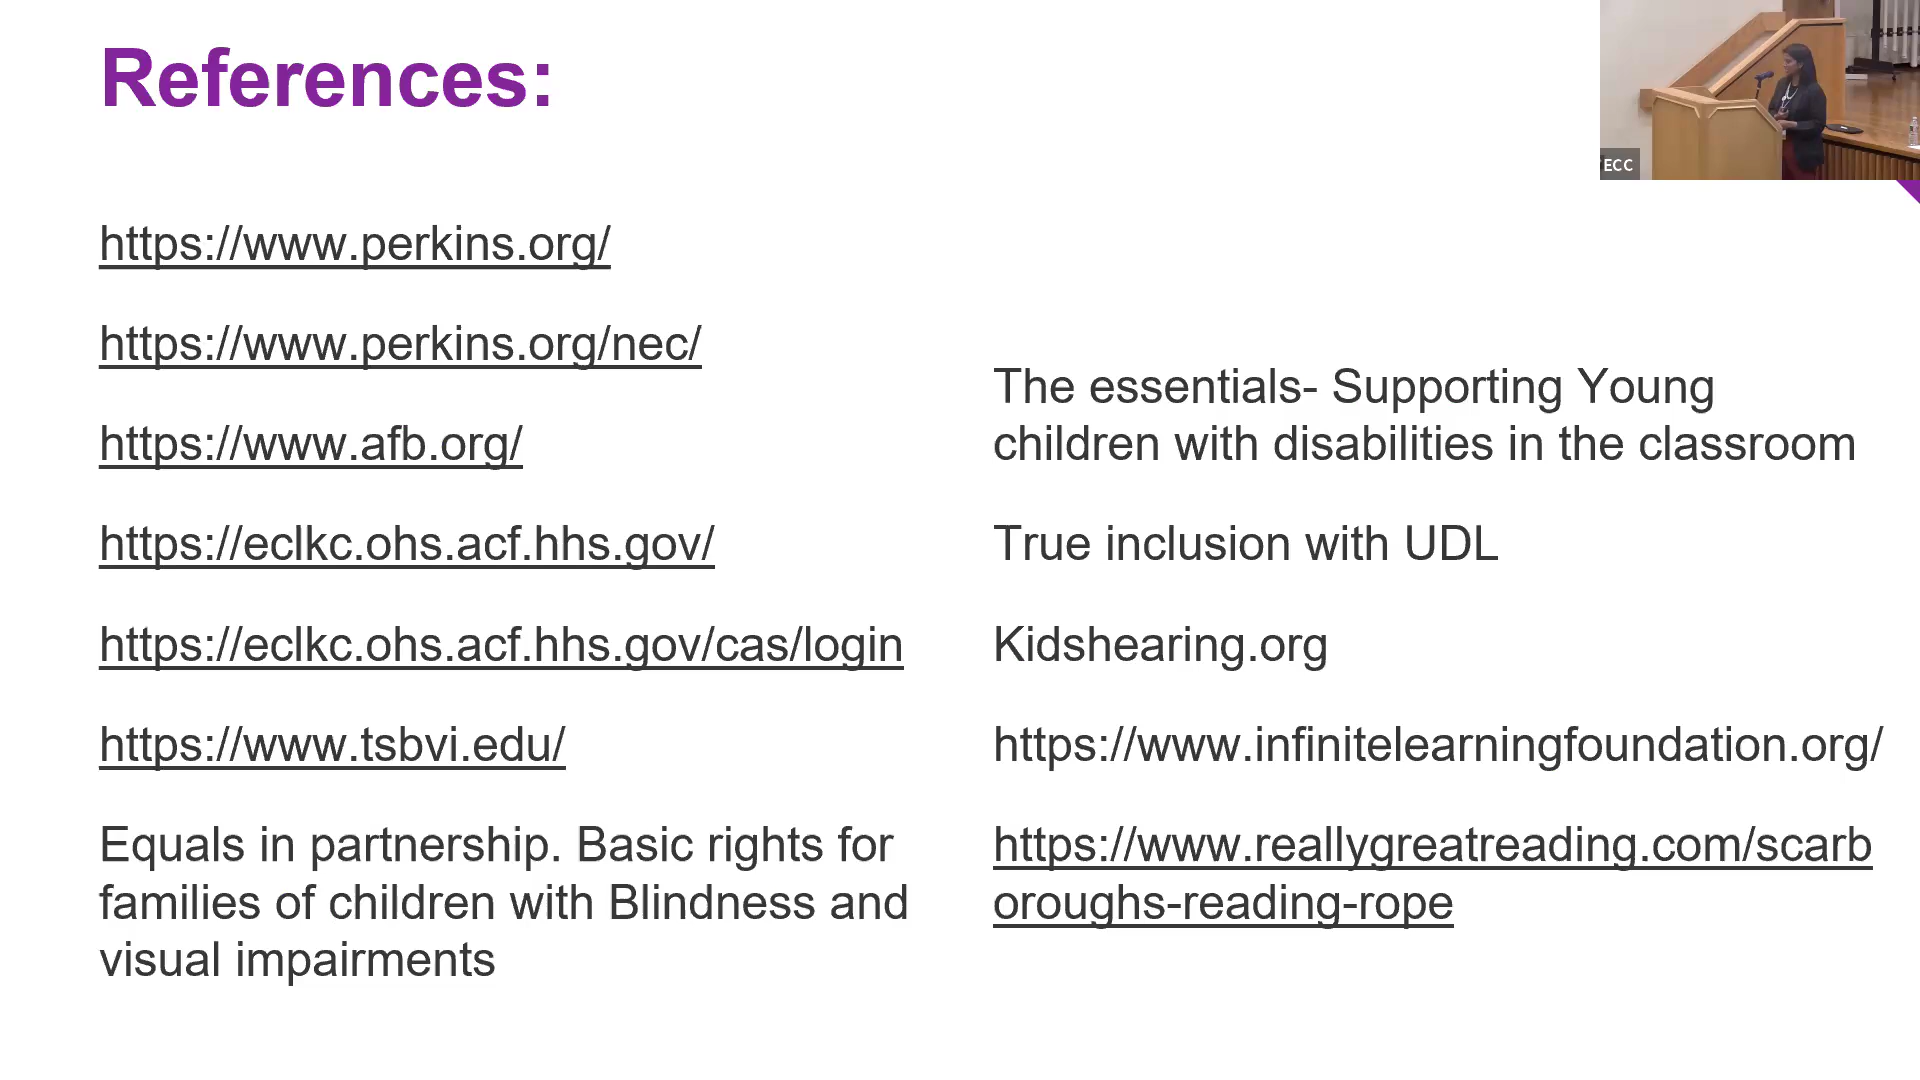 References:
https://www.perkins.org/
https://www.perkins.org/nec/
https://www.afb.org/
https://eclkc.ohs.acf.hhs.gov/
https://eclkc.ohs.acf.hhs.gov/cas/login
https://www.tsbvi.edu/
Equals in partnership. Basic rights for
families of children with Blindness and
visual impairments
The essentials- Supporting Young
children with disabilities in the classroom
True inclusion with UDL
Kidshearing.org
https://www.infinitelearningfoundation.org/
https://www.reallygreatreading.com/scarb
oroughs-reading-rope
ECC